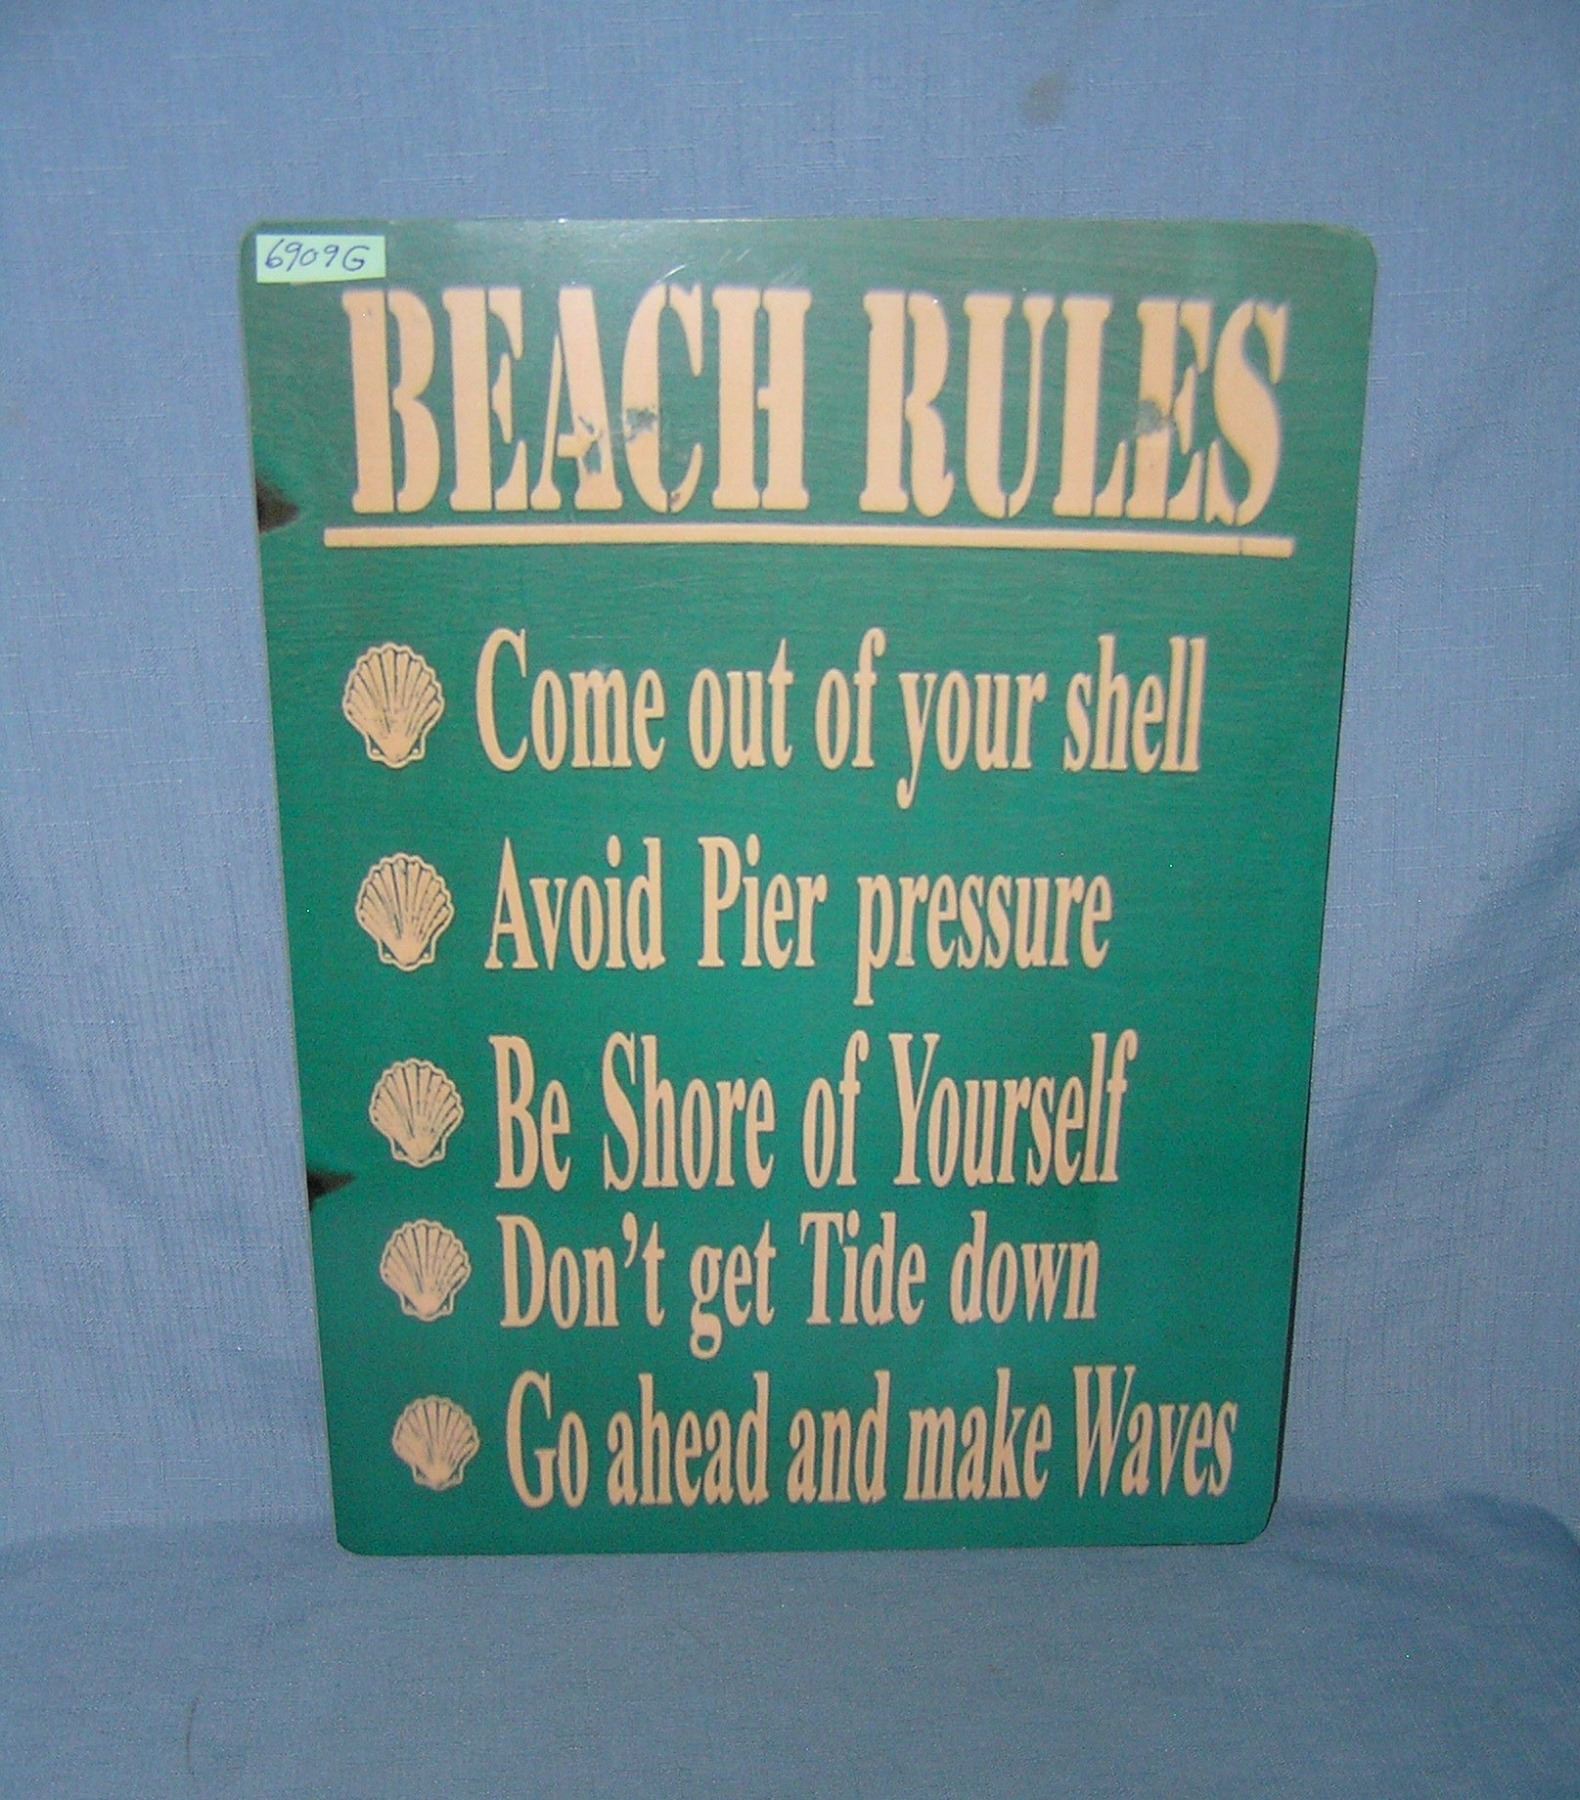 6909G
BEACH RULES
Come out of your shell
Avoid Pier pressure
Be Shore of Yourself
Don't get Tide down
Go ahead and make Waves